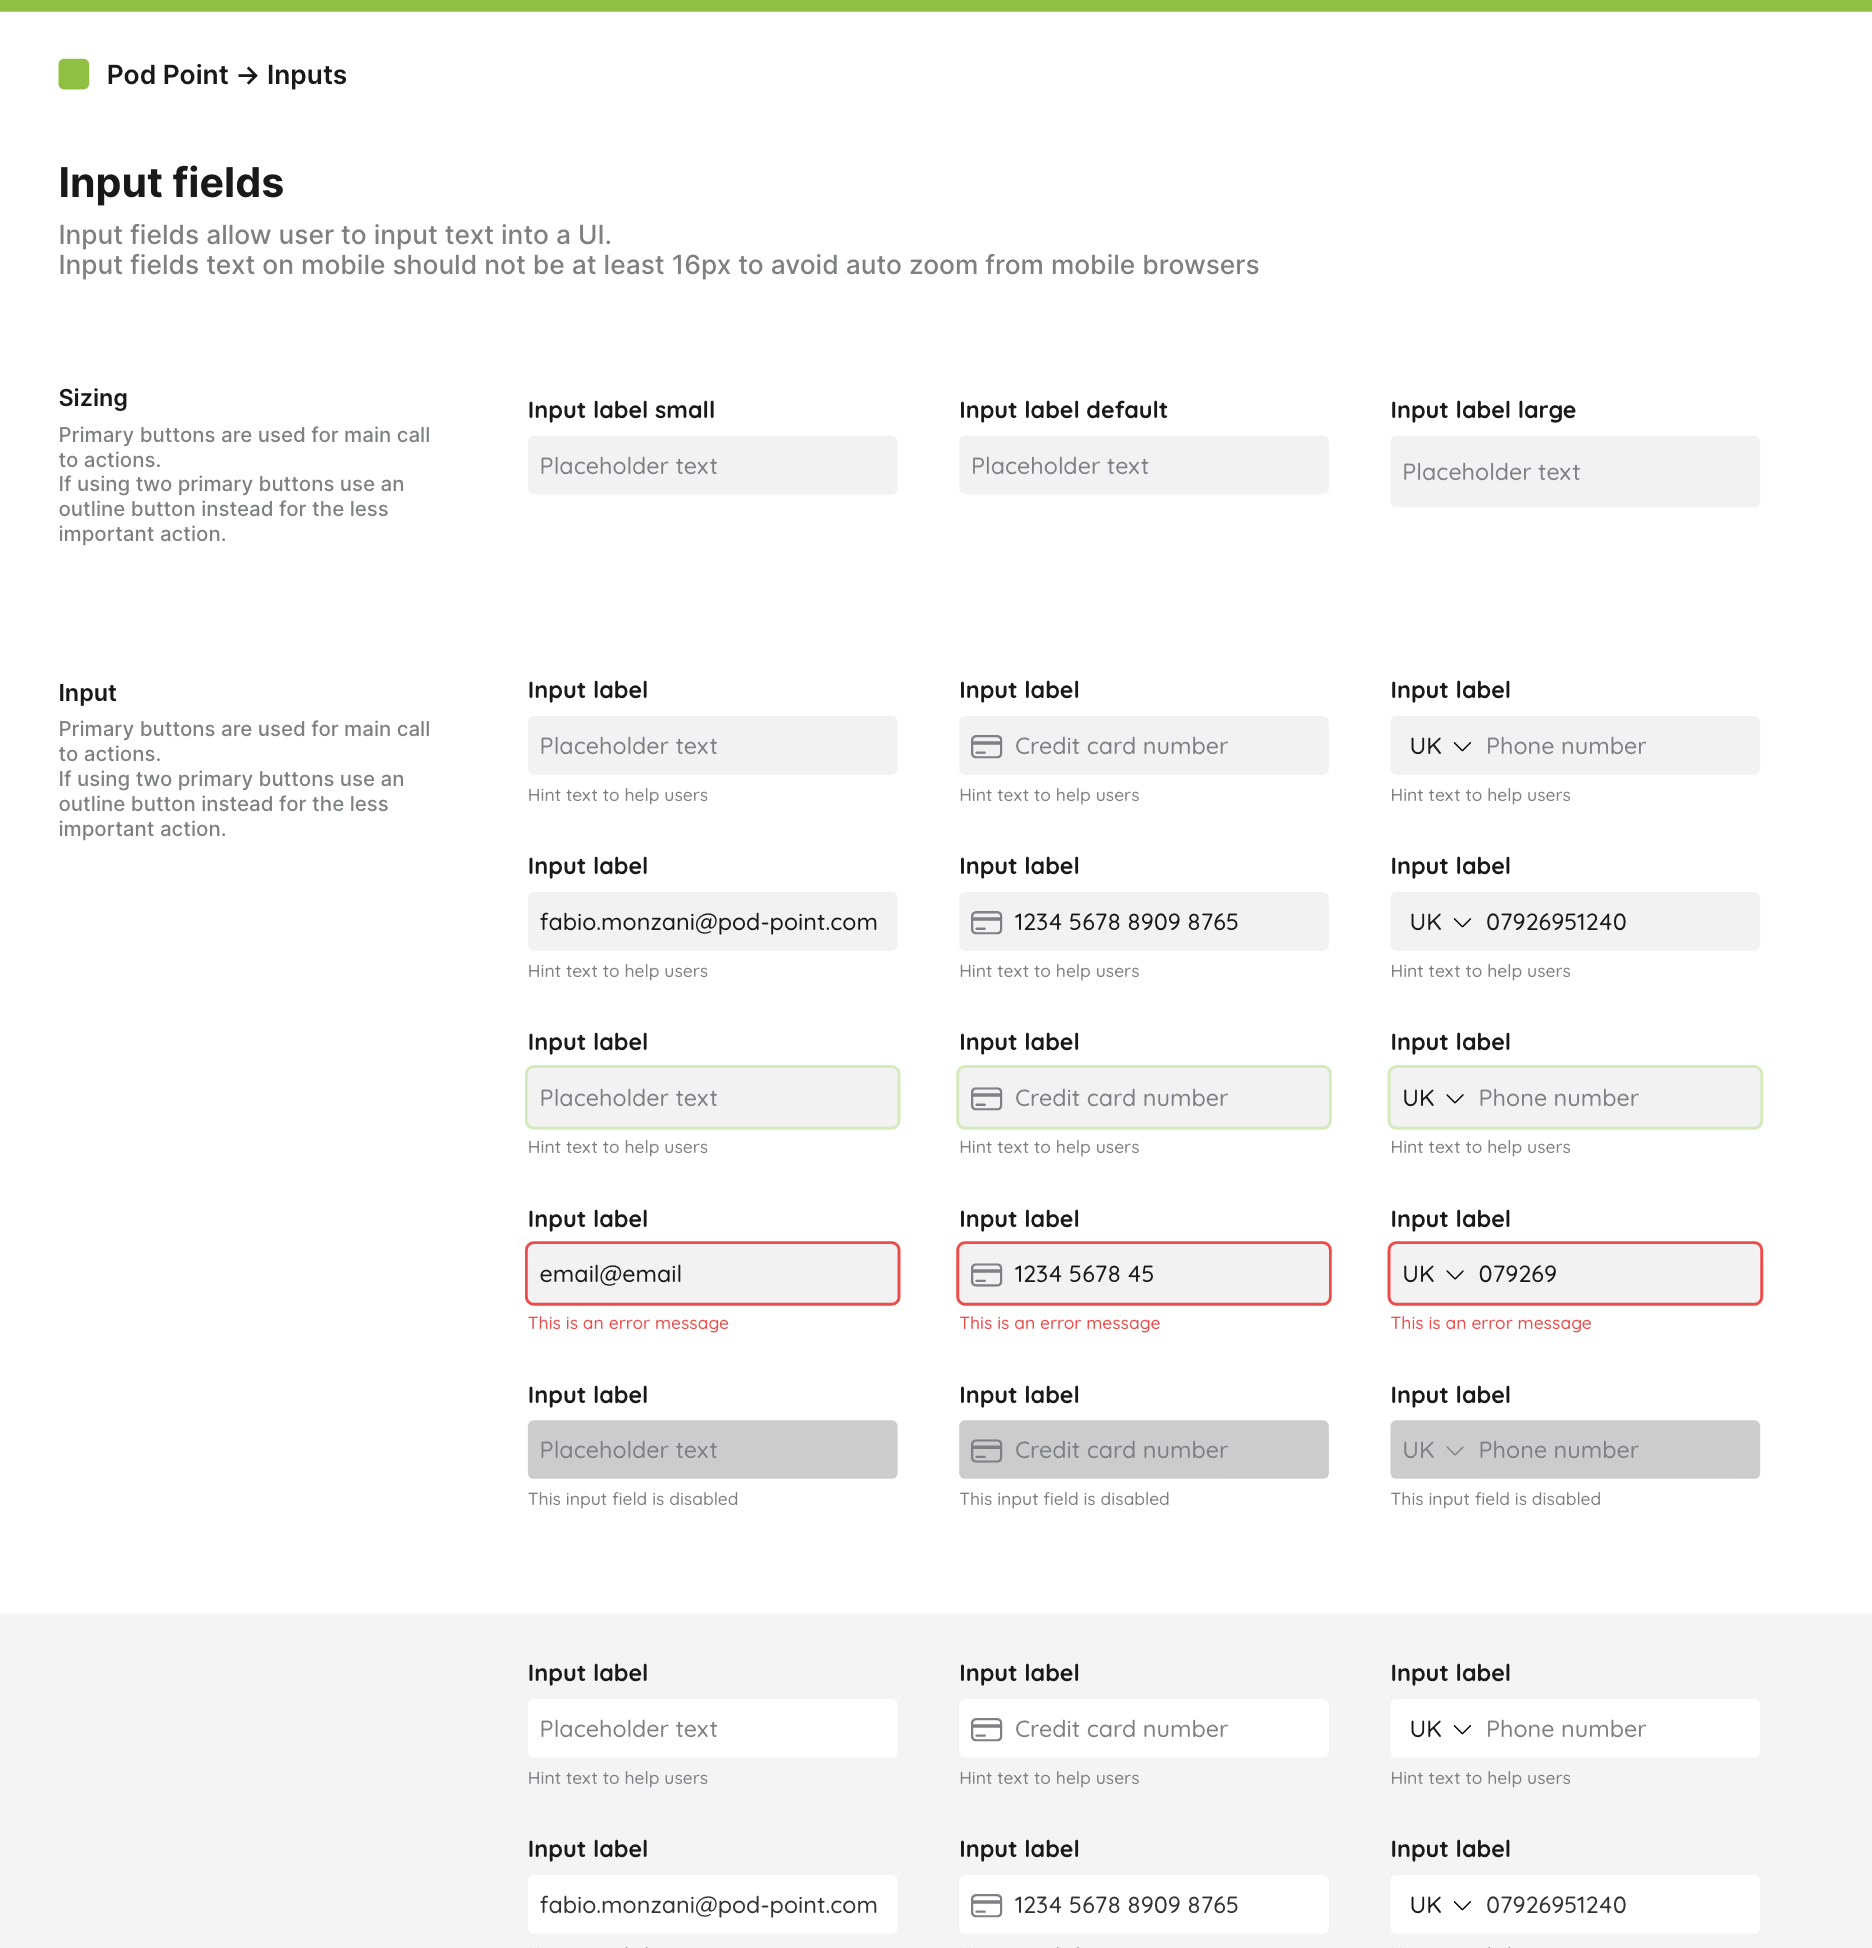 Pod Point → Inputs
Input fields
Input fields allow user to input text into a UI.
Input fields text on mobile should not be at least 16px to avoid auto zoom from mobile browsers
Sizing
Primary buttons are used for main call
to actions.
If using two primary buttons use an
outline button instead for the less
important action.
Input label small
Placeholder text
Input label default
Placeholder text
Input label large
Placeholder text
Input
Primary buttons are used for main call
to actions.
If using two primary buttons use an
outline button instead for the less
important action.
Input label
Placeholder text
Hint text to help users
Input label
Credit card number
Hint text to help users
Input label
UK Phone number
Hint text to help users
Input label
fabio.monzani@pod-point.com
Hint text to help users
Input label
1234 5678 8909 8765
Hint text to help users
Input label
UK 07926951240
Hint text to help users
Input label
Placeholder text
Hint text to help users
Input label
Credit card number
Hint text to help users
Input label
UK Phone number
Hint text to help users
Input label
email@email
This is an error message
Input label
1234 5678 45
This is an error message
Input label
UK 079269
This is an error message
Input label
Placeholder text
This input field is disabled
Input label
Credit card number
This input field is disabled
Input label
UK Phone number
This input field is disabled
Input label
Placeholder text
Hint text to help users
Input label
Credit card number
Hint text to help users
Input label
UK Phone number
Hint text to help users
Input label
fabio.monzani@pod-point.com
Input label
1234 5678 8909 8765
Input label
UK 07926951240